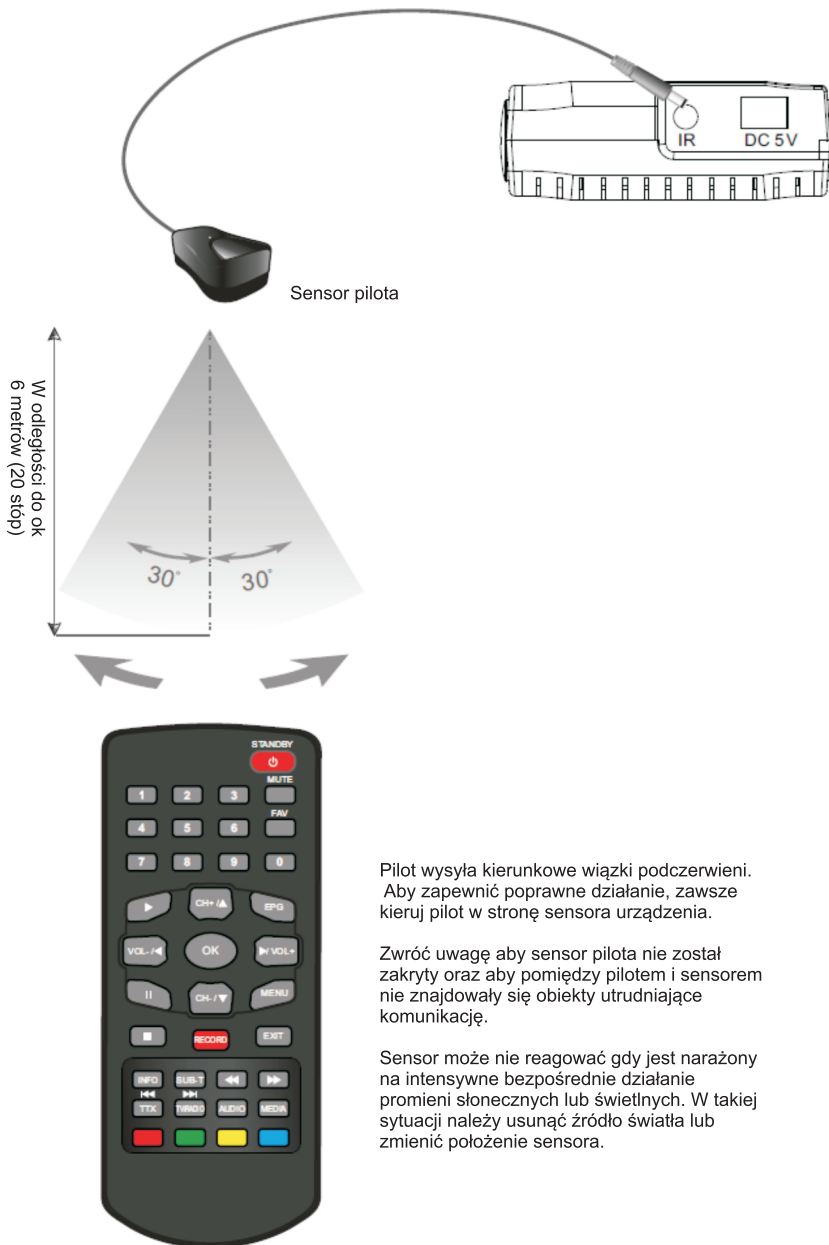 IR
DC 5V
Sensor pilota
W odległości do ok
6 metrów (20 stóp)
30°
30°
STANDBY
MUTE
1
2
3
FAV
4
5
6
7
8
9
0
CH+ /▲
EPG
VOL- /◀
OK
▶/ VOL+
CH- / ▼
MENU
RECORD
EXIT
INFO
SUB-T
TTX
TV/RADIO
AUDIO
MEDIA
Pilot wysyła kierunkowe wiązki podczerwieni.
Aby zapewnić poprawne działanie, zawsze
kieruj pilot w stronę sensora urządzenia.
Zwróć uwagę aby sensor pilota nie został
zakryty oraz aby pomiędzy pilotem i sensorem
nie znajdowały się obiekty utrudniające
komunikację.
Sensor może nie reagować gdy jest narażony
na intensywne bezpośrednie działanie
promieni słonecznych lub świetlnych. W takiej
sytuacji należy usunąć źródło światła lub
zmienić położenie sensora.